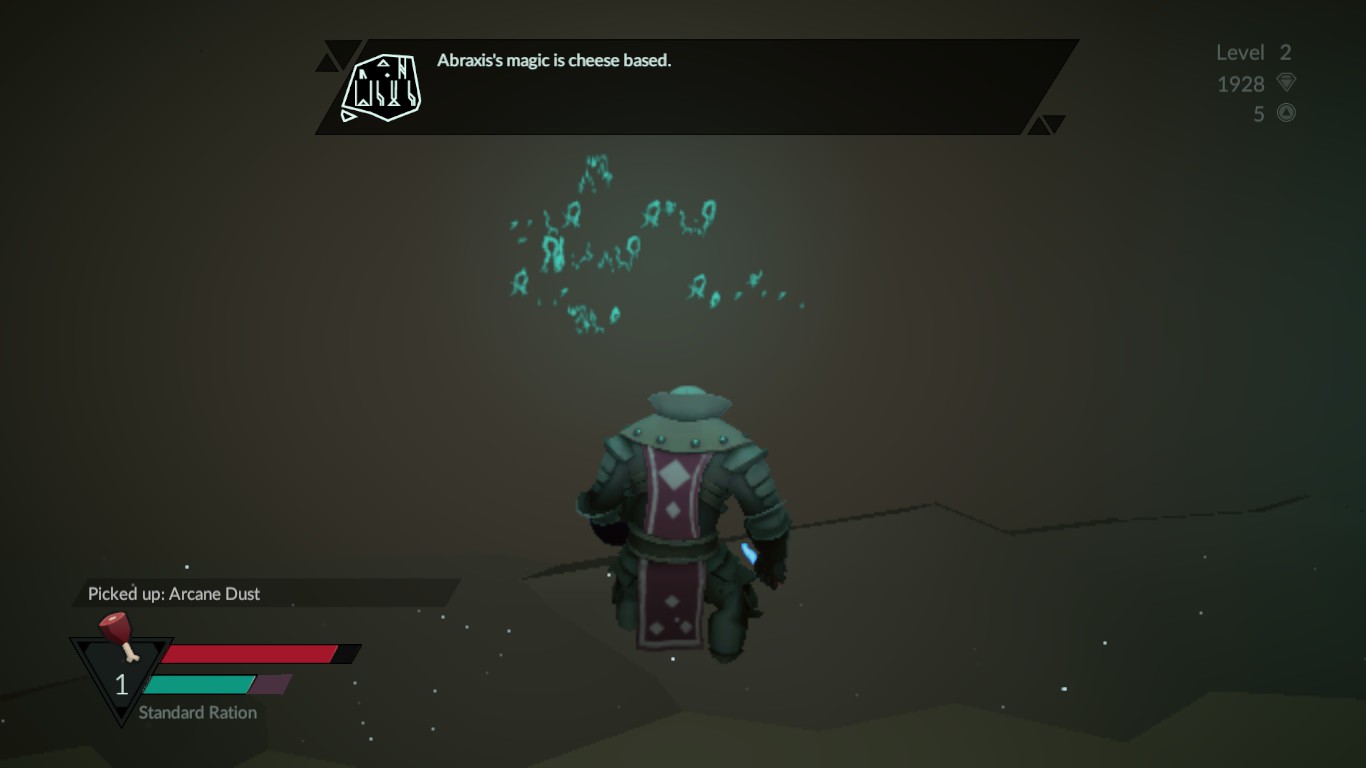 Abraxis's magic is cheese based.
Level 2
1928
5
Picked up: Arcane Dust
1
Standard Ration